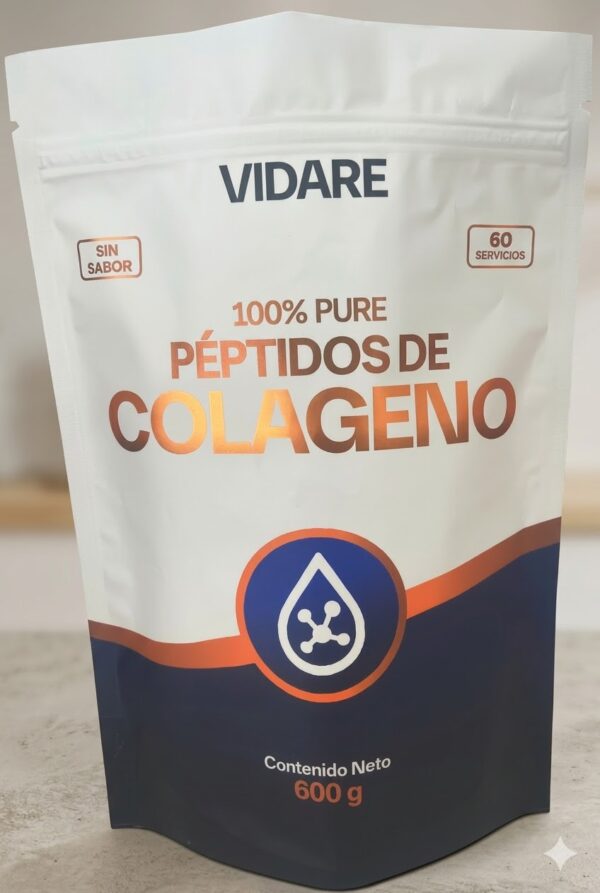 VIDARE
SIN
SABOR
60
SERVICIOS
100% PURE
PÉPTIDOS DE
COLAGENO
Contenido Neto
600 g